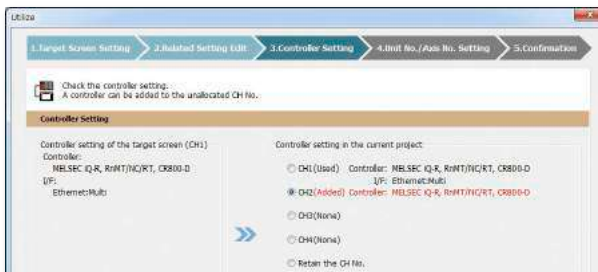 Utilize
1.Target Screen Setting
2.Related Setting Edit
3.Controller Setting
4.Unit No./Axis No. Setting
5.Confirmation
Check the controller setting.
A controller can be added to the unallocated CH No.
Controller Setting
Controller setting of the target screen (CH1)
Controller:
MELSEC iQ-R, RnMT/NC/RT, CR800-D
I/F:
Ethernet:Multi
Controller setting in the current project
CH1(Used) Controller: MELSEC iQ-R, RnMT/NC/RT, CR800-D
I/F: Ethernet:Multi
CH2(Added) Controller: MELSEC iQ-R, RnMT/NC/RT, CR800-D
CH3(None)
CH4(None)
Retain the CH No.